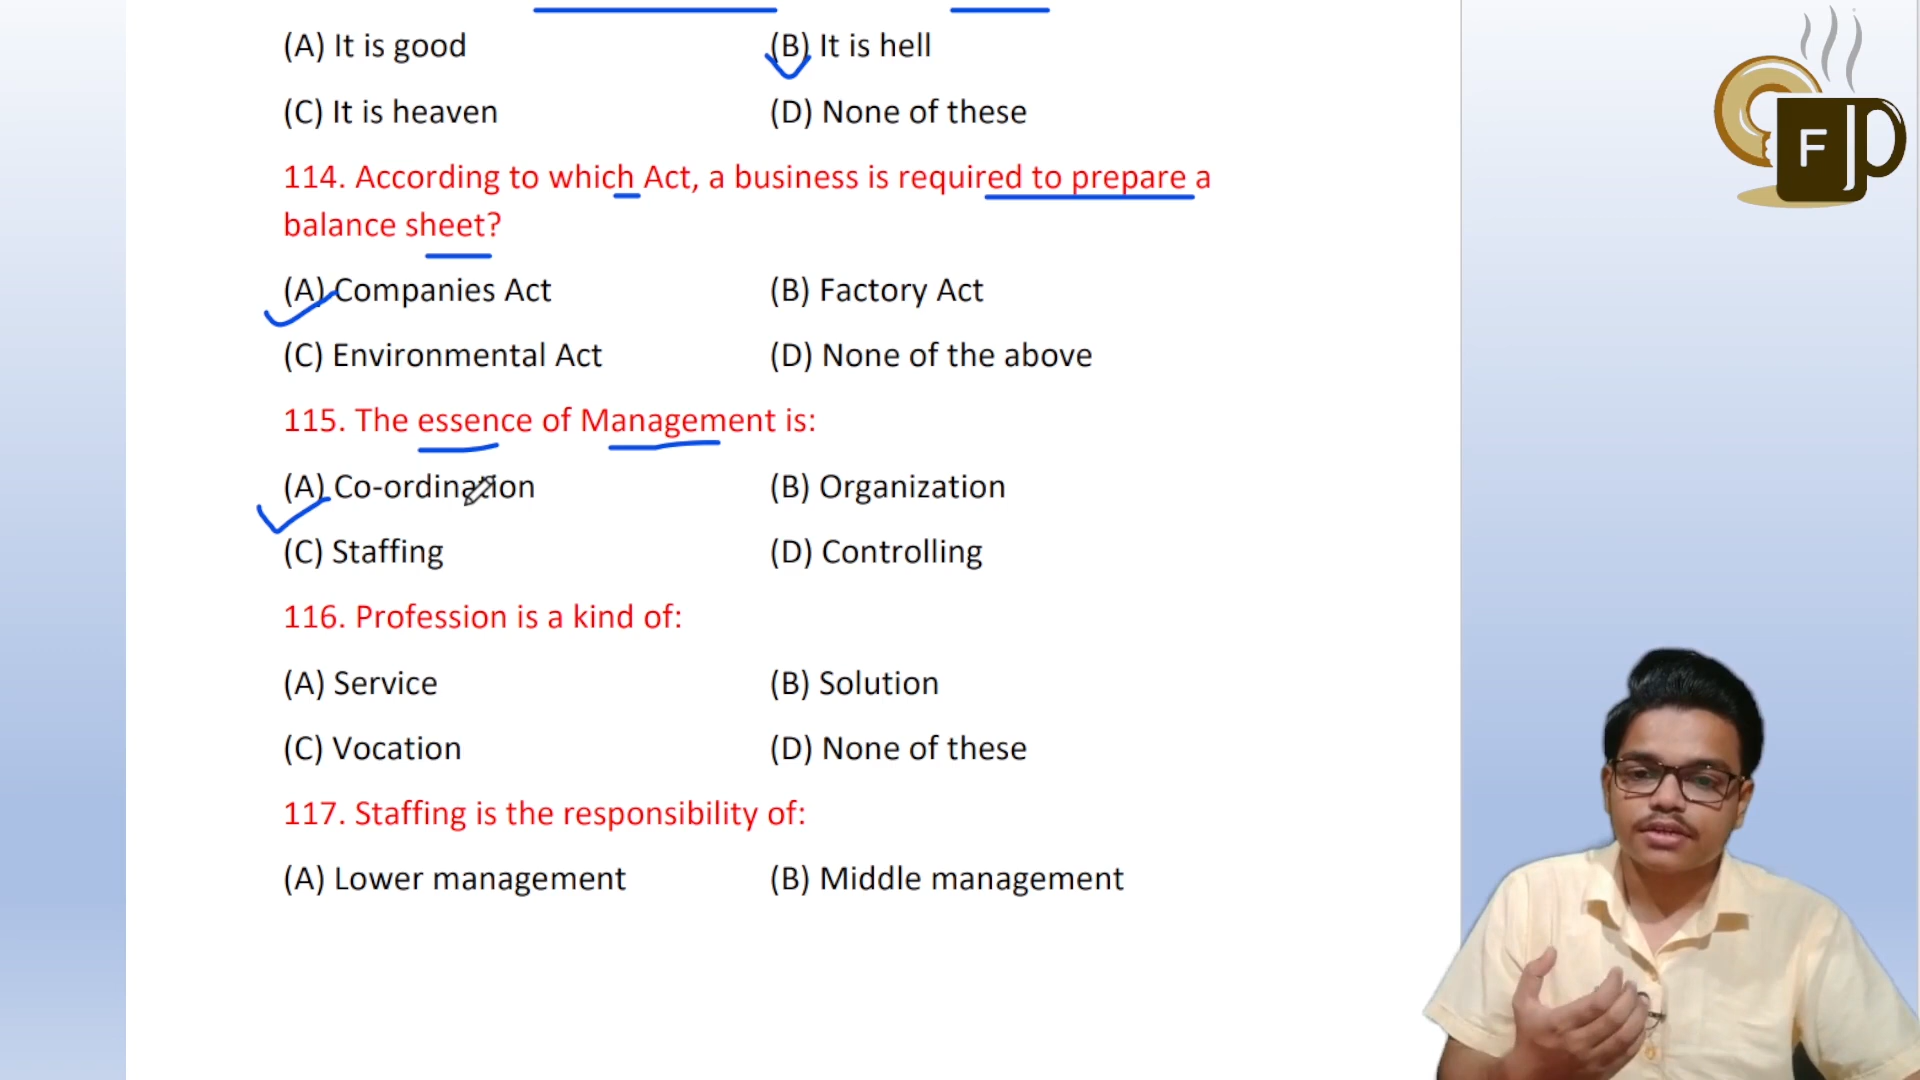 (A) It is good (B) It is hell
(C) It is heaven (D) None of these
114. According to which Act, a business is required to prepare a
balance sheet?
(A) Companies Act (B) Factory Act
(C) Environmental Act (D) None of the above
115. The essence of Management is:
(A) Co-ordination (B) Organization
(C) Staffing (D) Controlling
116. Profession is a kind of:
(A) Service (B) Solution
(C) Vocation (D) None of these
117. Staffing is the responsibility of:
(A) Lower management (B) Middle management
F J